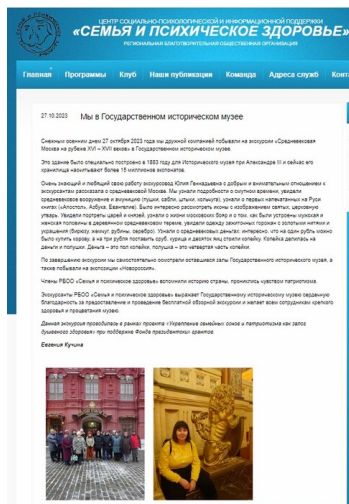 ЦЕНТР СОЦИАЛЬНО-ПСИХОЛОГИЧЕСКОЙ И ИНФОРМАЦИОННОЙ ПОДДЕРЖКИ
«СЕМЬЯ И ПСИХИЧЕСКОЕ ЗДОРОВЬЕ»
РЕГИОНАЛЬНАЯ БЛАГОТВОРИТЕЛЬНАЯ ОБЩЕСТВЕННАЯ ОРГАНИЗАЦИЯ
Главная Программы Клуб Наши публикации Команда Адреса служб Конт
27.10.2023 Мы в Государственном историческом музее
Снежным осенним днем 27 октября 2023 года мы дружной компанией побывали на экскурсии «Средневековая
Москва на рубеже XVI – XVII веков» в Государственном историческом музее.
Это здание было специально построено в 1883 году для Исторического музея при Александре III и сейчас его
хранилища насчитывают более 15 миллионов экспонатов.
Очень знающий и любящий свою работу экскурсовод Юлия Геннадьевна с добрым и внимательным отношением к
экскурсантам рассказала о средневековой Москве. Мы узнали подробности о смутном времени, увидели
средневековое вооружение и амуницию (пушки, сабли, штыки, кольчуга), узнали о первых напечатанных на Руси
книгах («Апостол», Азбука, Евангелие). Было интересно рассмотреть иконы с изображением святых, церковную
утварь. Увидели портреты царей и князей, узнали о жизни московских бояр и о том, как были устроены мужская и
женская половины в деревянном средневековом тереме, увидели одежду зажиточных горожан с золотыми нитями и
украшения (бирюзу, жемчуг, рубины, серебро). Узнали о средневековых деньгах: интересно, что на один рубль можно
было купить корову, а на три рубля поставить сруб, курица и десяток яиц стоили копейку. Копейка делилась на
деньги и полушки. Деньга – это пол копейки, полушка – это четвертая часть копейки.
По завершению экскурсии мы самостоятельно осмотрели оставшиеся залы Государственного исторического музея, а
также побывали на экспозиции «Новороссия».
Члены РБОО «Семья и психическое здоровье» вспомнили историю страны, прониклись чувством патриотизма.
Экскурсанты РБОО «Семья и психическое здоровье» выражает Государственному историческому музею сердечную
благодарность за предоставление и проведение бесплатной обзорной экскурсии и желает всем сотрудникам крепкого
здоровья и процветания музею.
Данная экскурсия проводилась в рамках проекта «Укрепление семейных основ и патриотизма как залог
душевного здоровья» при поддержке Фонда президентских грантов.
Евгения Кучина